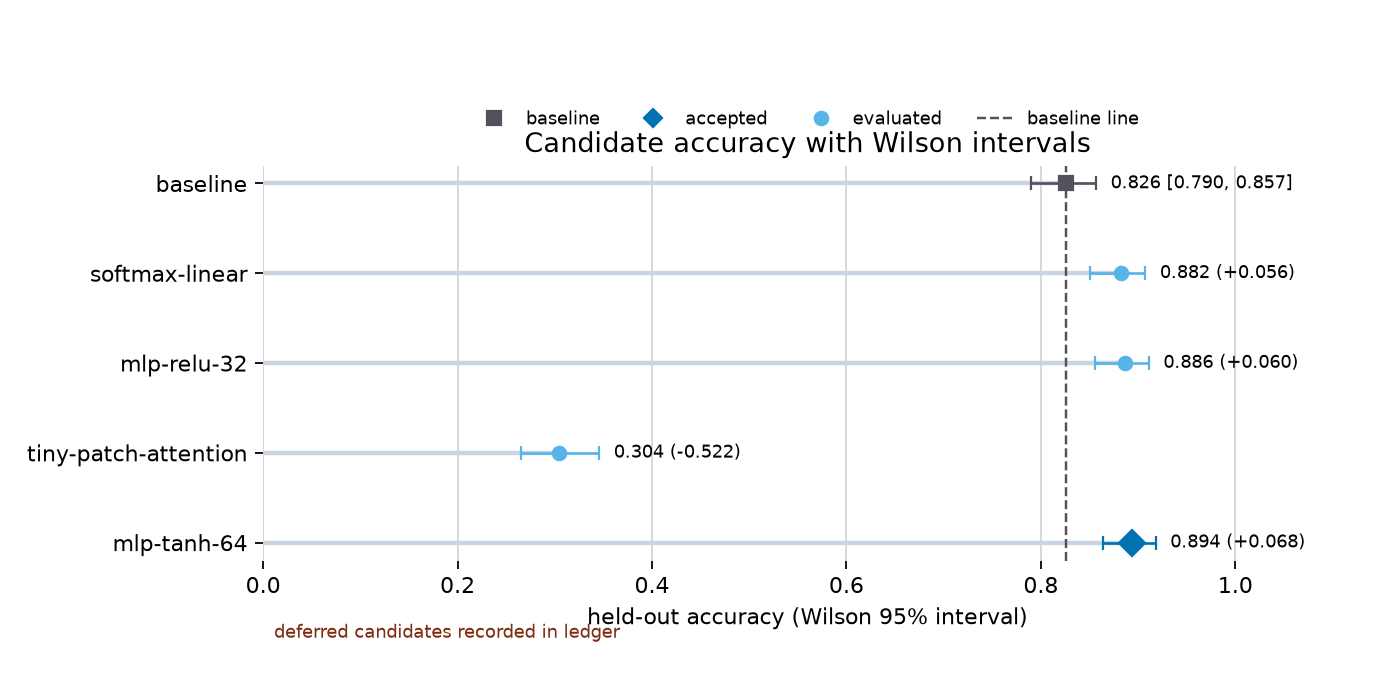 baseline accepted evaluated baseline line
Candidate accuracy with Wilson intervals
baseline 0.826 [0.790, 0.857]
softmax-linear 0.882 (+0.056)
mlp-relu-32 0.886 (+0.060)
tiny-patch-attention 0.304 (-0.522)
mlp-tanh-64 0.894 (+0.068)
0.0 0.2 0.4 0.6 0.8 1.0
held-out accuracy (Wilson 95% interval)
deferred candidates recorded in ledger